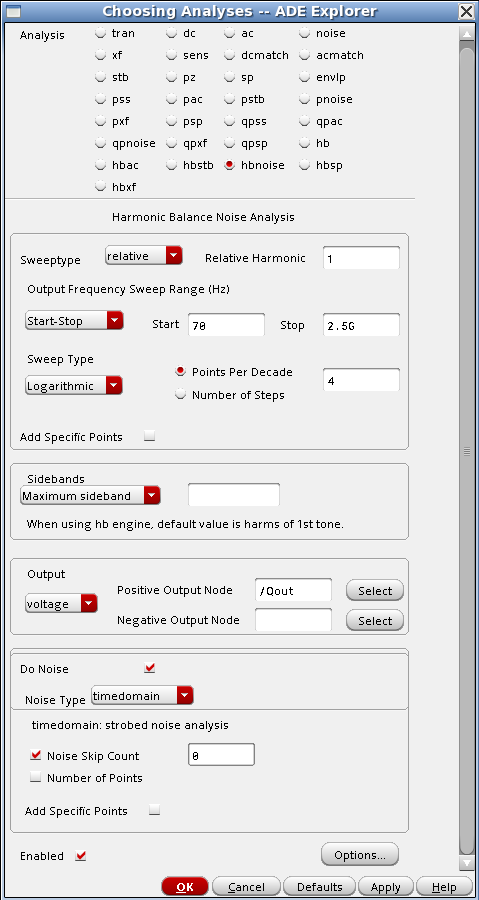 Choosing Analyses -- ADE Explorer
Analysis tran dc ac noise
xf sens dcmatch acmatch
stb pz sp envlp
pss pac pstb pnoise
pxf psp qpss qpac
qpnoise qpxf qpsp hb
hbac hbstb hbnoise hbsp
hbxf
Harmonic Balance Noise Analysis
Sweeptype relative Relative Harmonic 1
Output Frequency Sweep Range (Hz)
Start-Stop Start 70 Stop 2.5G
Sweep Type
Logarithmic Points Per Decade 4
Number of Steps
Add Specific Points
Sidebands
Maximum sideband
When using hb engine, default value is harms of 1st tone.
Output
voltage Positive Output Node /Qout Select
Negative Output Node Select
Do Noise
Noise Type timedomain
timedomain: strobed noise analysis
Noise Skip Count 0
Number of Points
Add Specific Points
Enabled Options...
OK Cancel Defaults Apply Help